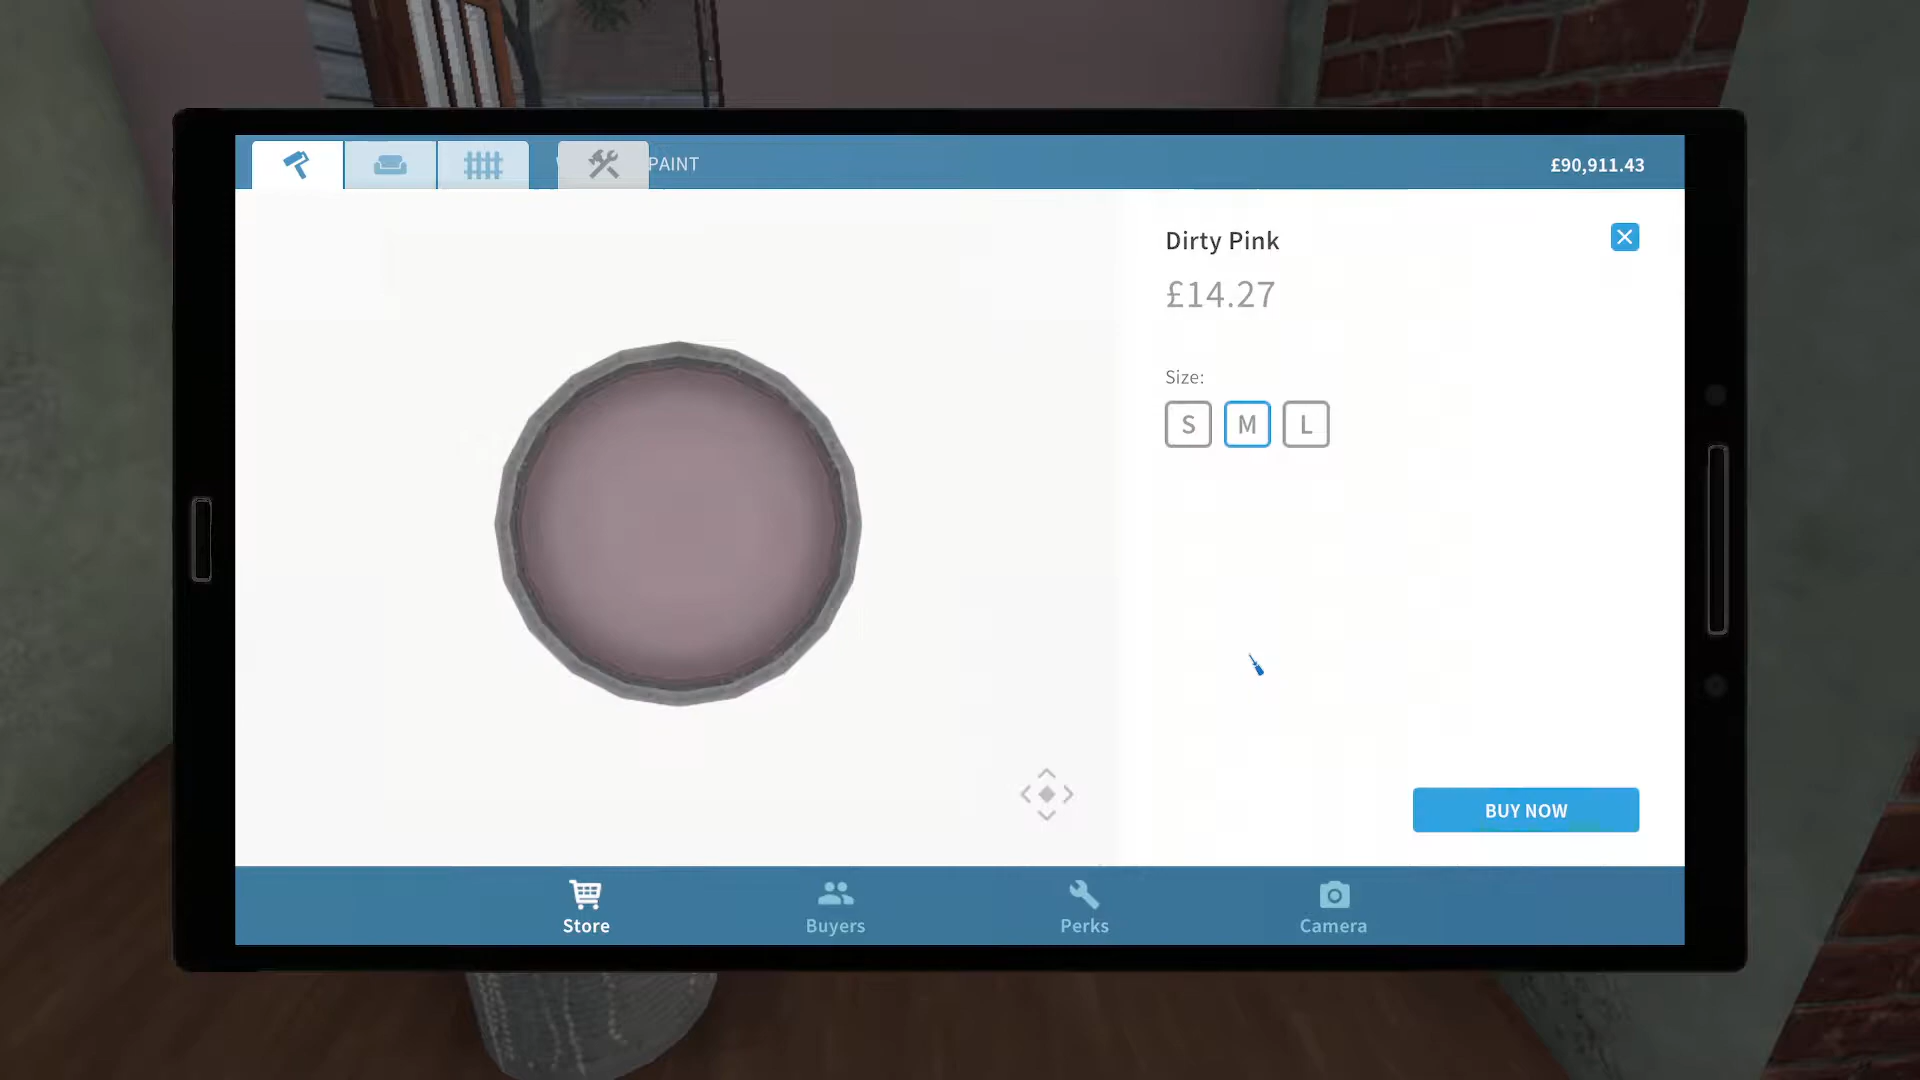 PAINT
£90,911.43
Dirty Pink
£14.27
Size:
S M L
BUY NOW
Store Buyers Perks Camera